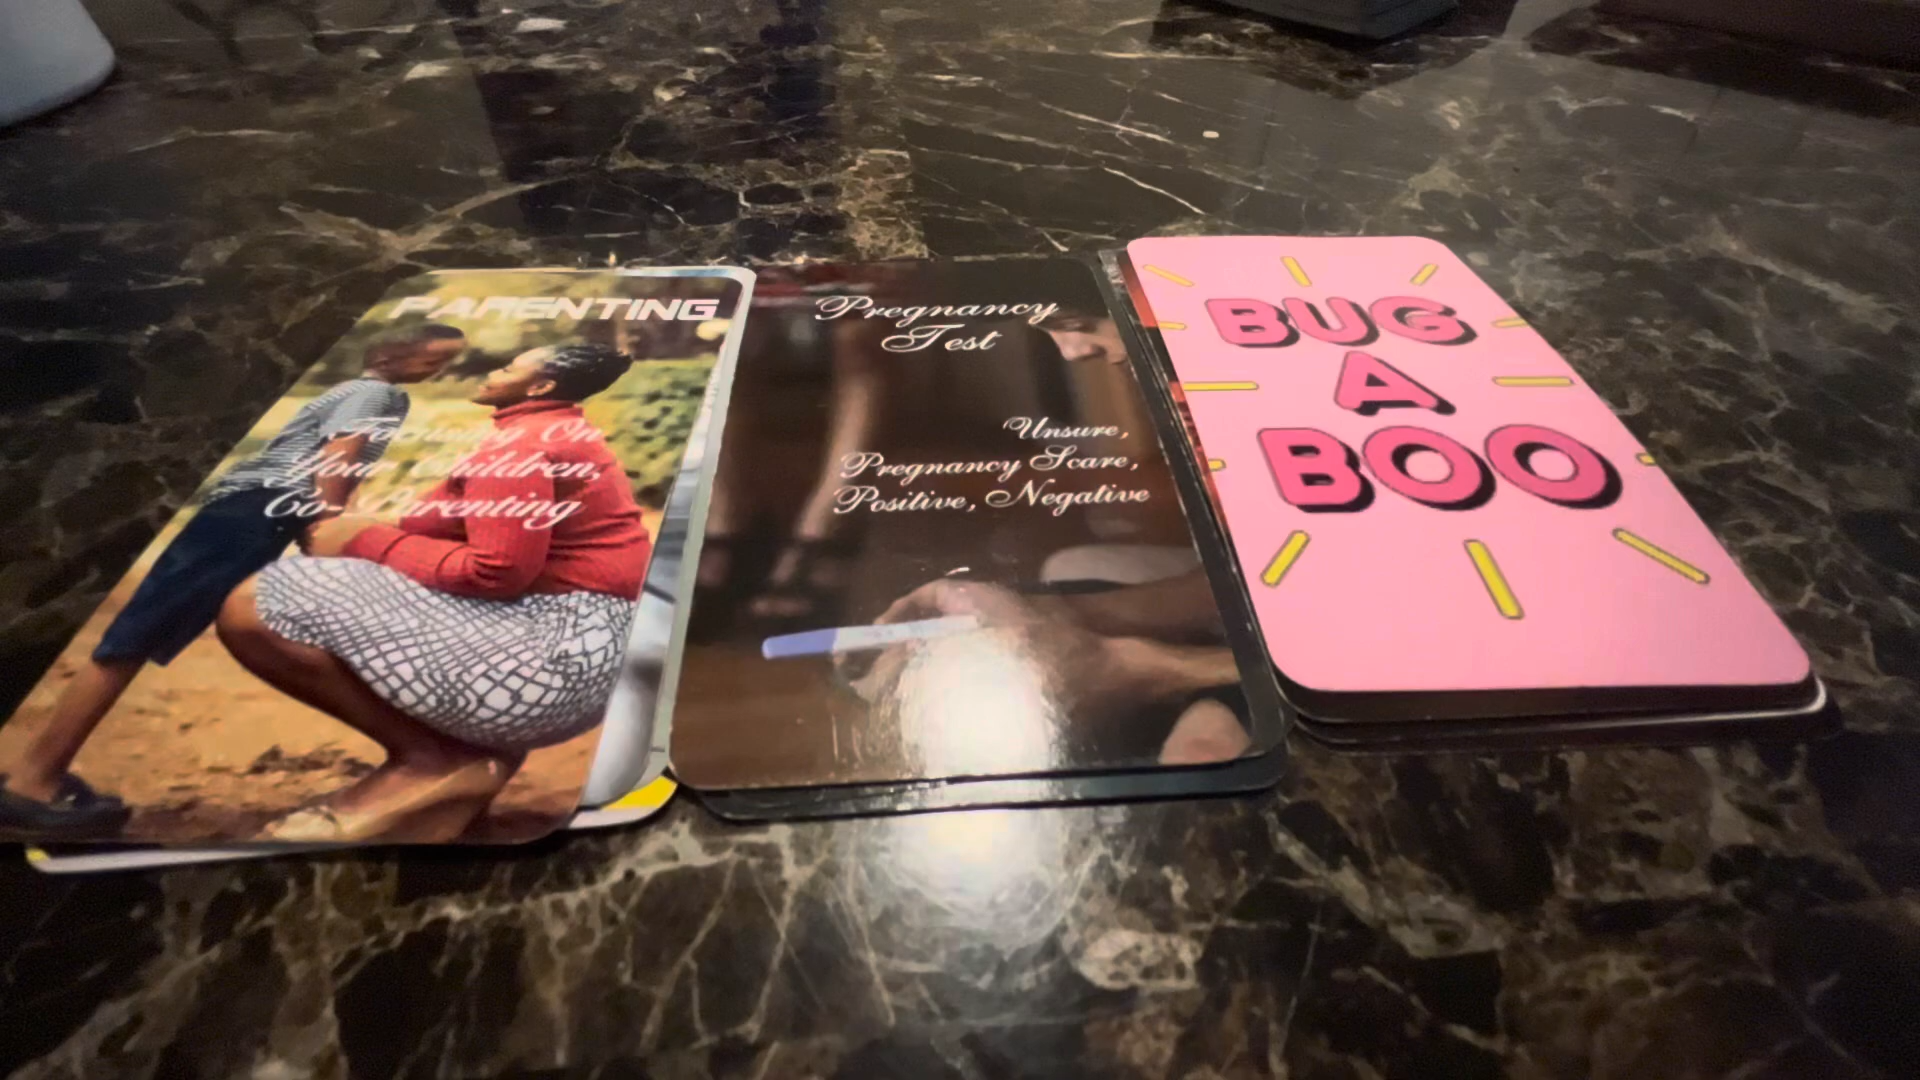 PARENTING
Focusing On
Your Children,
Co-Parenting
Pregnancy
Test
Unsure,
Pregnancy Scare,
Positive, Negative
BUG
A
BOO